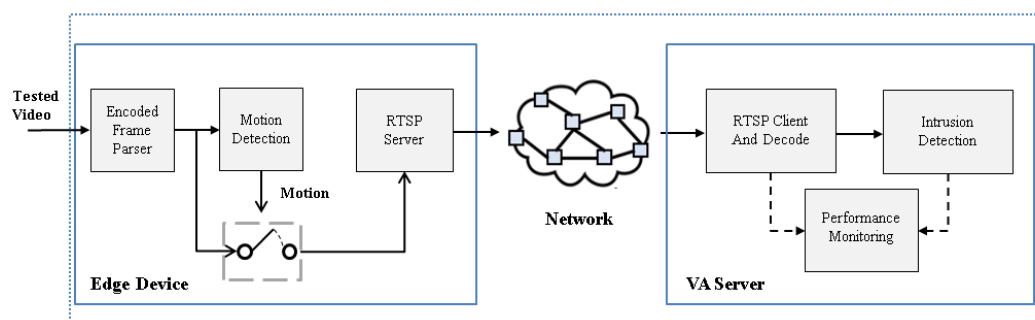 Tested
Video
Encoded
Frame
Parser
Motion
Detection
Motion
RTSP
Server
Edge Device
Network
RTSP Client
And Decode
Intrusion
Detection
Performance
Monitoring
VA Server